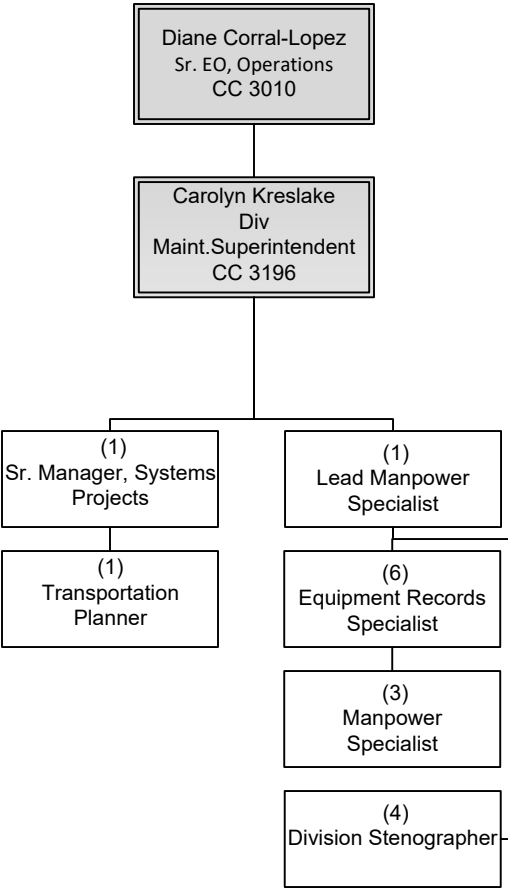 Diane Corral-Lopez
Sr. EO, Operations
CC 3010
Carolyn Kreslake
Div
Maint.Superintendent
CC 3196
(1)
Sr. Manager, Systems
Projects
(1)
Lead Manpower
Specialist
(1)
Transportation
Planner
(6)
Equipment Records
Specialist
(3)
Manpower
Specialist
(4)
Division Stenographer